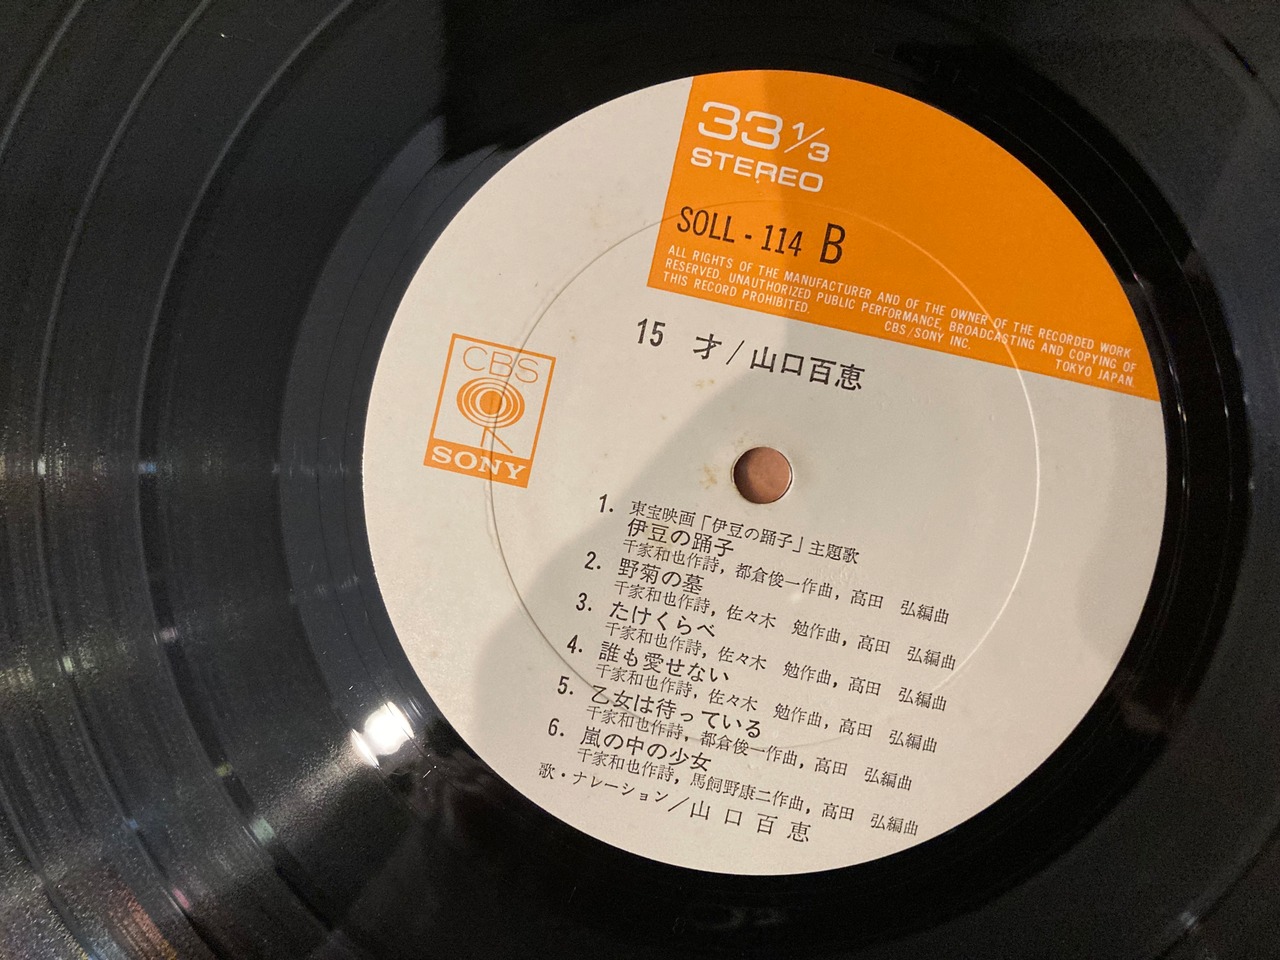 33 1/3
STEREO
SOLL - 114 B
ALL RIGHTS OF THE MANUFACTURER AND OF THE OWNER OF THE RECORDED WORK
RESERVED. UNAUTHORIZED PUBLIC PERFORMANCE, BROADCASTING AND COPYING OF
THIS RECORD PROHIBITED. CBS/SONY INC. TOKYO JAPAN.
15 才/山口百恵
CBS
SONY
1. 東宝映画「伊豆の踊子」主題歌
伊豆の踊子
千家和也作詩，都倉俊一作曲，高田 弘編曲
2. 野菊の墓
千家和也作詩，佐々木 勉作曲，高田 弘編曲
3. たけくらべ
千家和也作詩，佐々木 勉作曲，高田 弘編曲
4. 誰も愛せない
千家和也作詩，佐々木 勉作曲，高田 弘編曲
5. 乙女は待っている
千家和也作詩，都倉俊一作曲，高田 弘編曲
6. 嵐の中の少女
千家和也作詩，馬飼野康二作曲，高田 弘編曲
歌・ナレーション/山口百恵